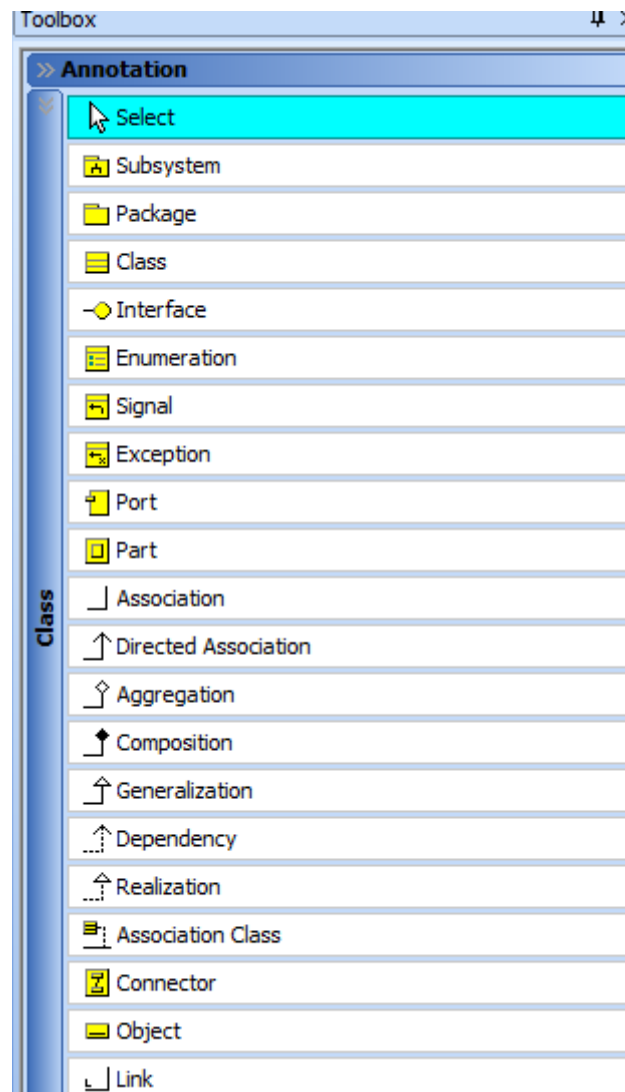 Toolbox
Annotation
Class
Select
Subsystem
Package
Class
Interface
Enumeration
Signal
Exception
Port
Part
Association
Directed Association
Aggregation
Composition
Generalization
Dependency
Realization
Association Class
Connector
Object
Link